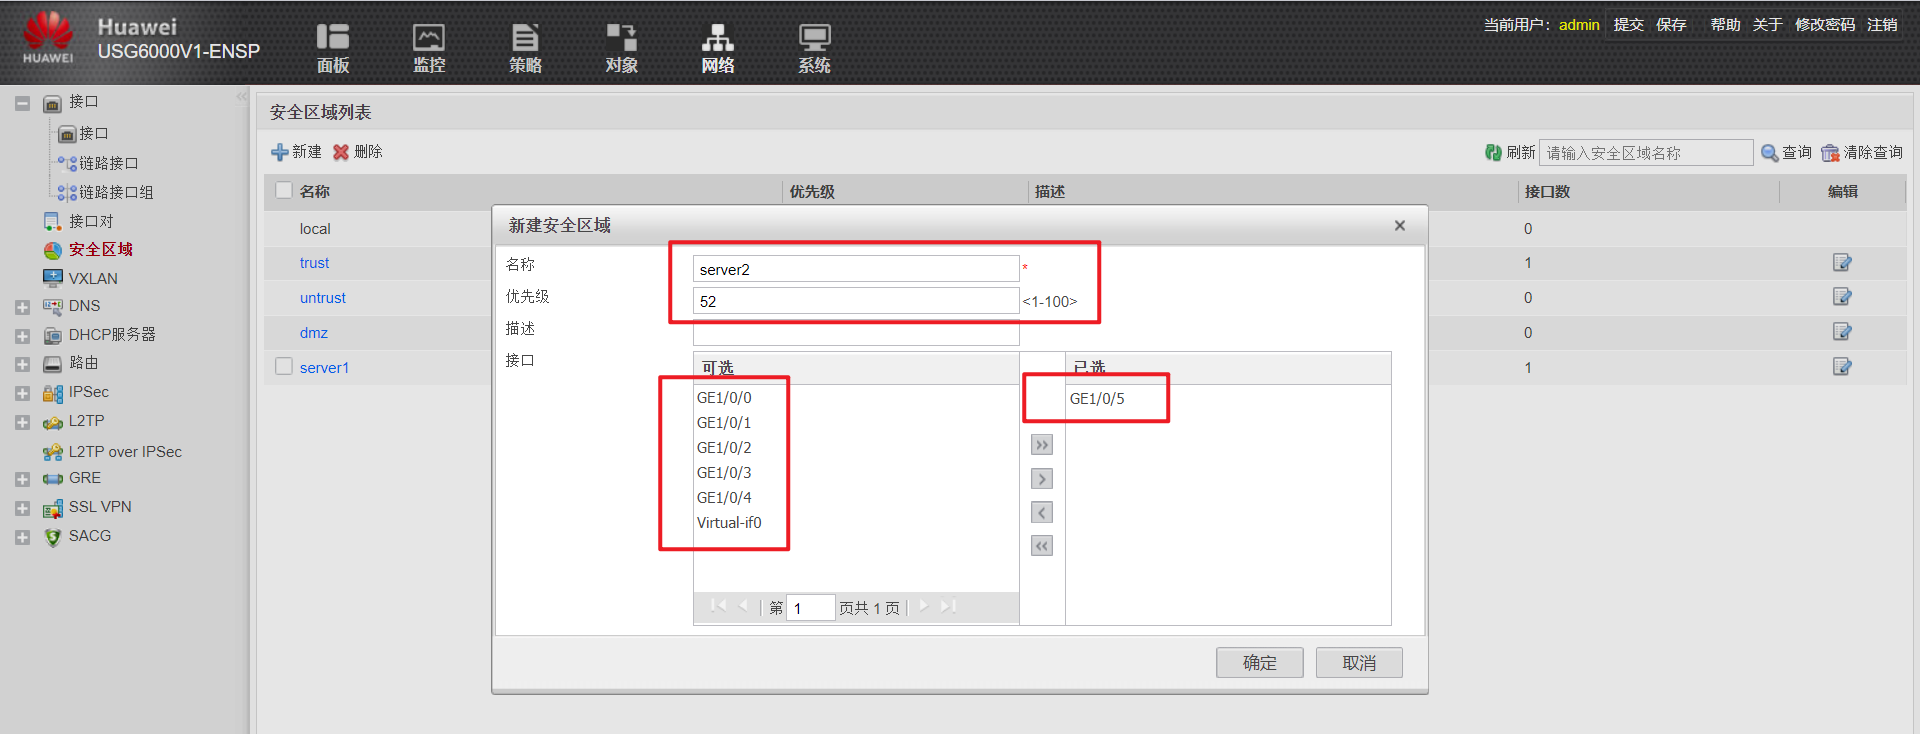 HUAWEI
Huawei
USG6000V1-ENSP
面板
监控
策略
对象
网络
系统
当前用户： admin 提交 保存 帮助 关于 修改密码 注销
接口
接口
链路接口
链路接口组
接口对
安全区域
VXLAN
DNS
DHCP服务器
路由
IPSec
L2TP
L2TP over IPSec
GRE
SSL VPN
SACG
安全区域列表
新建 删除
刷新 请输入安全区域名称 查询 清除查询
名称 优先级 描述 接口数 编辑
local 0
trust 1
untrust 0
dmz 0
server1 1
新建安全区域
名称 server2 *
优先级 52 <1-100>
描述
接口
可选 已选
GE1/0/0
GE1/0/1
GE1/0/2
GE1/0/3
GE1/0/4
Virtual-if0
GE1/0/5
第 1 页共 1 页
确定 取消